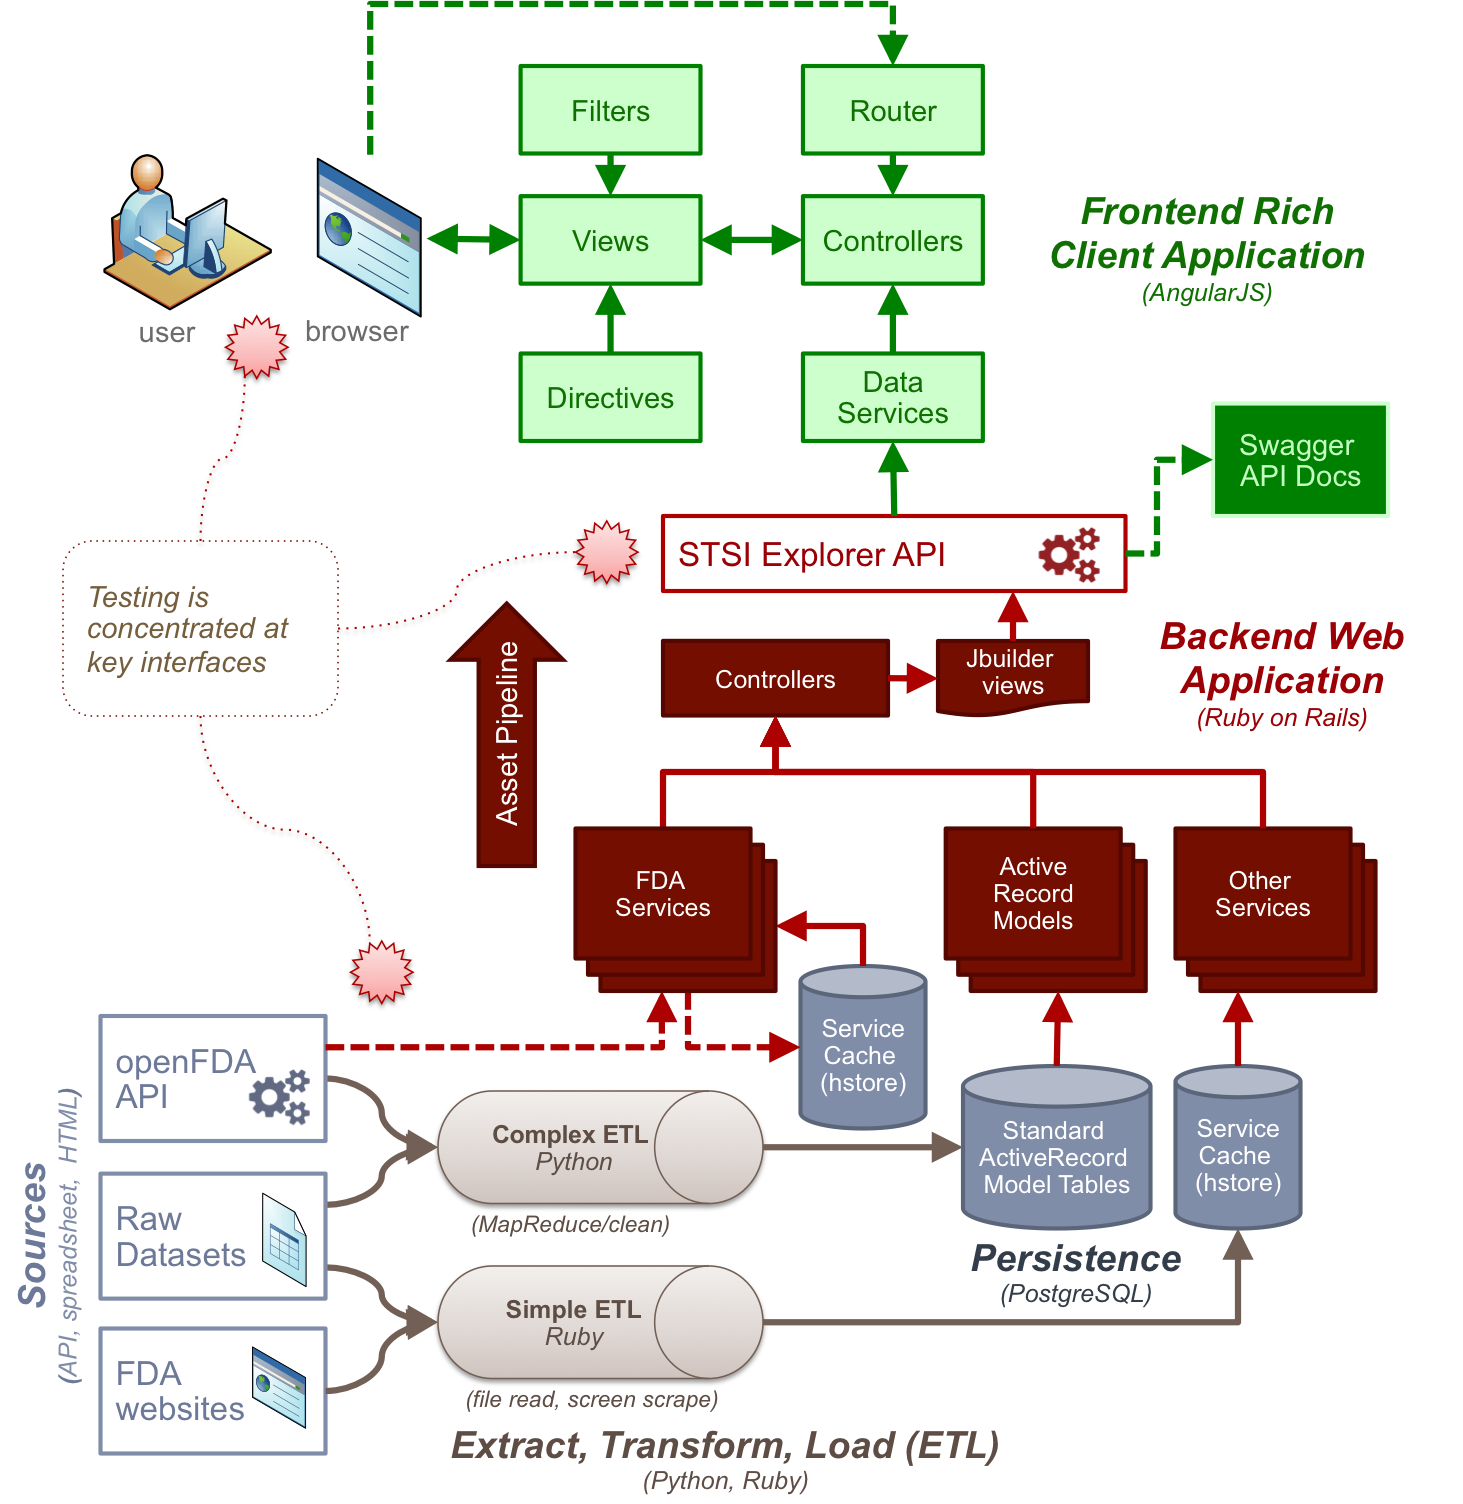 Filters
Router
Views
Controllers
Frontend Rich
Client Application
(AngularJS)
user
browser
Directives
Data
Services
Swagger
API Docs
STSI Explorer API
Testing is
concentrated at
key interfaces
Asset Pipeline
Controllers
Jbuilder
views
Backend Web
Application
(Ruby on Rails)
FDA
Services
Active
Record
Models
Other
Services
Service
Cache
(hstore)
openFDA
API
Complex ETL
Python
(MapReduce/clean)
Standard
ActiveRecord
Model Tables
Service
Cache
(hstore)
Sources
(API, spreadsheet, HTML)
Raw
Datasets
Persistence
(PostgreSQL)
Simple ETL
Ruby
(file read, screen scrape)
FDA
websites
Extract, Transform, Load (ETL)
(Python, Ruby)